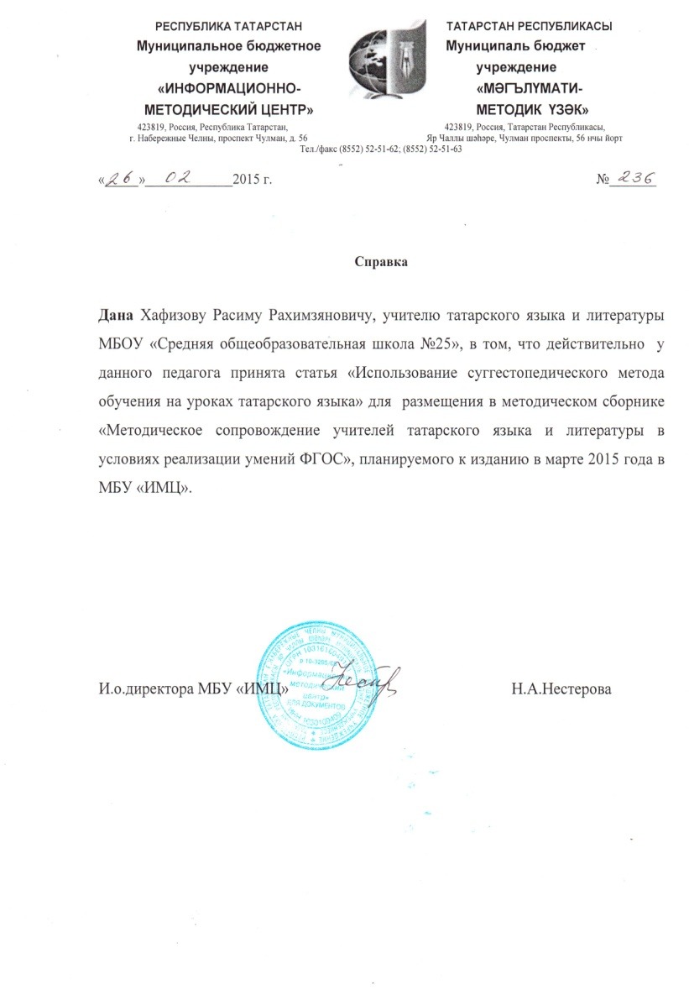 РЕСПУБЛИКА ТАТАРСТАН
Муниципальное бюджетное
учреждение
«ИНФОРМАЦИОННО-
МЕТОДИЧЕСКИЙ ЦЕНТР»
423819, Россия, Республика Татарстан,
г. Набережные Челны, проспект Чулман, д. 56
ТАТАРСТАН РЕСПУБЛИКАСЫ
Муниципаль бюджет
учреждение
«МӘГЪЛҮМАТИ-
МЕТОДИК ҮЗӘК»
423819, Россия, Татарстан Республикасы,
Яр Чаллы шәһәре, Чулман проспекты, 56 нчы йорт
Тел./факс (8552) 52-51-62; (8552) 52-51-63
«26» 02 2015 г.
№ 236
Справка
Дана Хафизову Расиму Рахимзяновичу, учителю татарского языка и литературы
МБОУ «Средняя общеобразовательная школа №25», в том, что действительно у
данного педагога принята статья «Использование суггестопедического метода
обучения на уроках татарского языка» для размещения в методическом сборнике
«Методическое сопровождение учителей татарского языка и литературы в
условиях реализации умений ФГОС», планируемого к изданию в марте 2015 года в
МБУ «ИМЦ».
И.о.директора МБУ «ИМЦ»
Н.А.Нестерова
«Информационно-
методический
центр»
ДЛЯ ДОКУМЕНТОВ